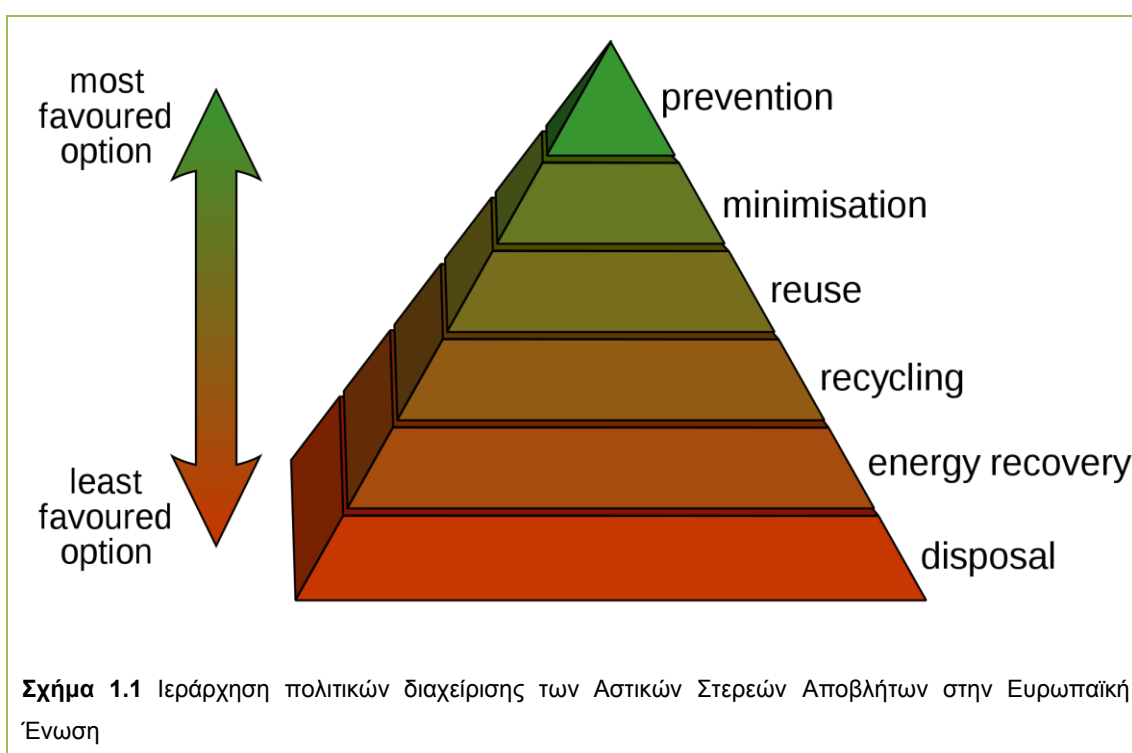 most
favoured
option
prevention
minimisation
reuse
recycling
energy recovery
disposal
least
favoured
option
Σχήμα 1.1 Ιεράρχηση πολιτικών διαχείρισης των Αστικών Στερεών Αποβλήτων στην Ευρωπαϊκή
Ένωση